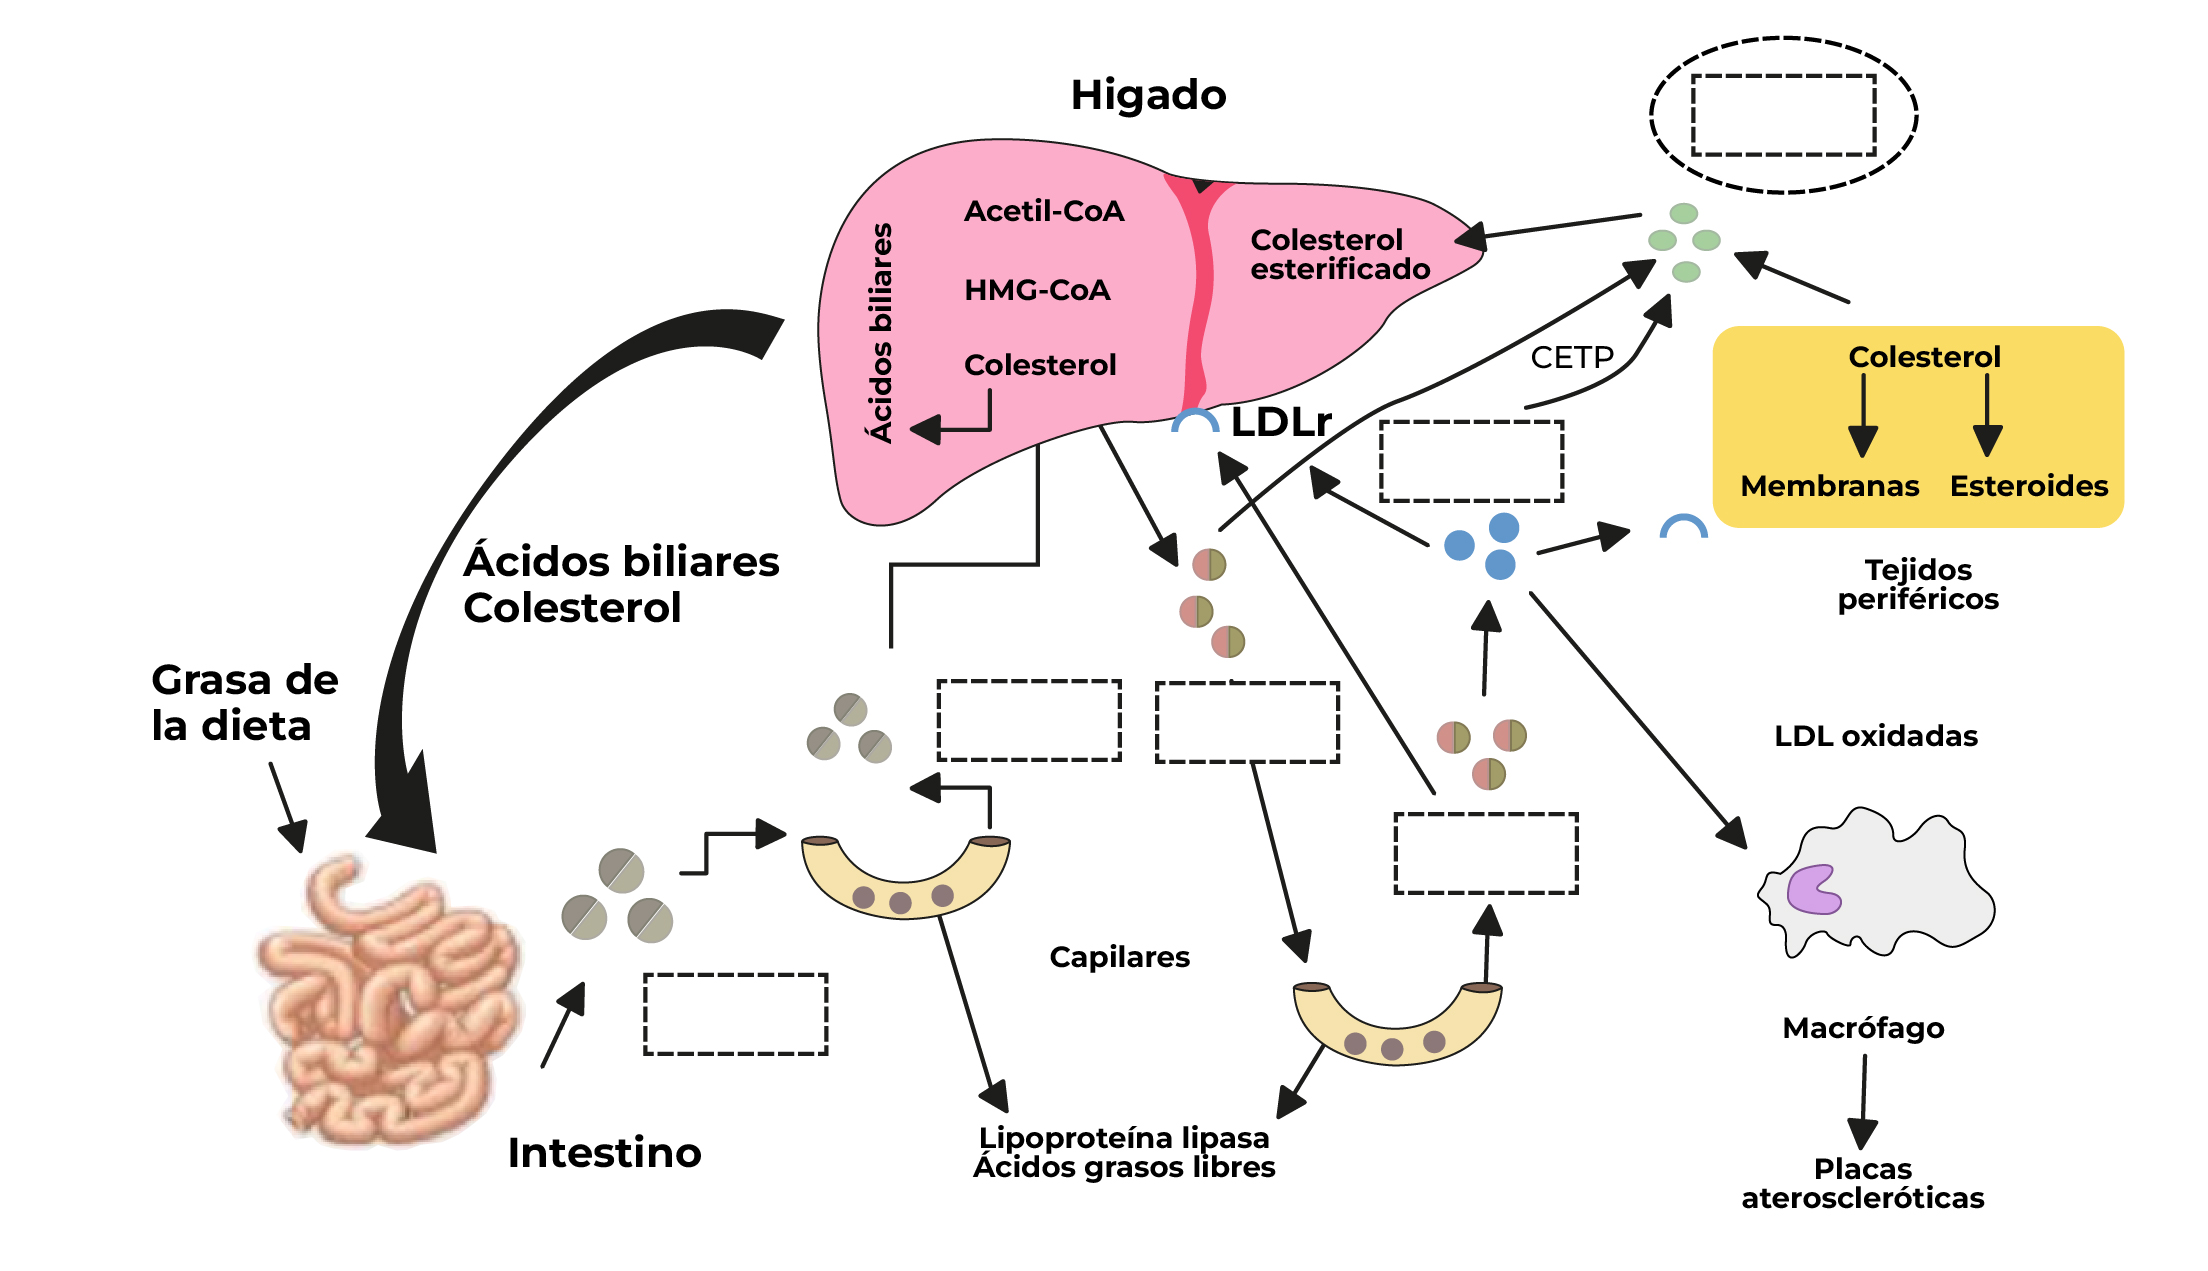 Higado
Acetil-CoA
HMG-CoA
Colesterol
Ácidos biliares
Colesterol
esterificado
LDLr
CETP
Colesterol
Membranas
Esteroides
Tejidos
periféricos
Ácidos biliares
Colesterol
Grasa de
la dieta
LDL oxidadas
Capilares
Macrófago
Intestino
Lipoproteína lipasa
Ácidos grasos libres
Placas
ateroscleróticas